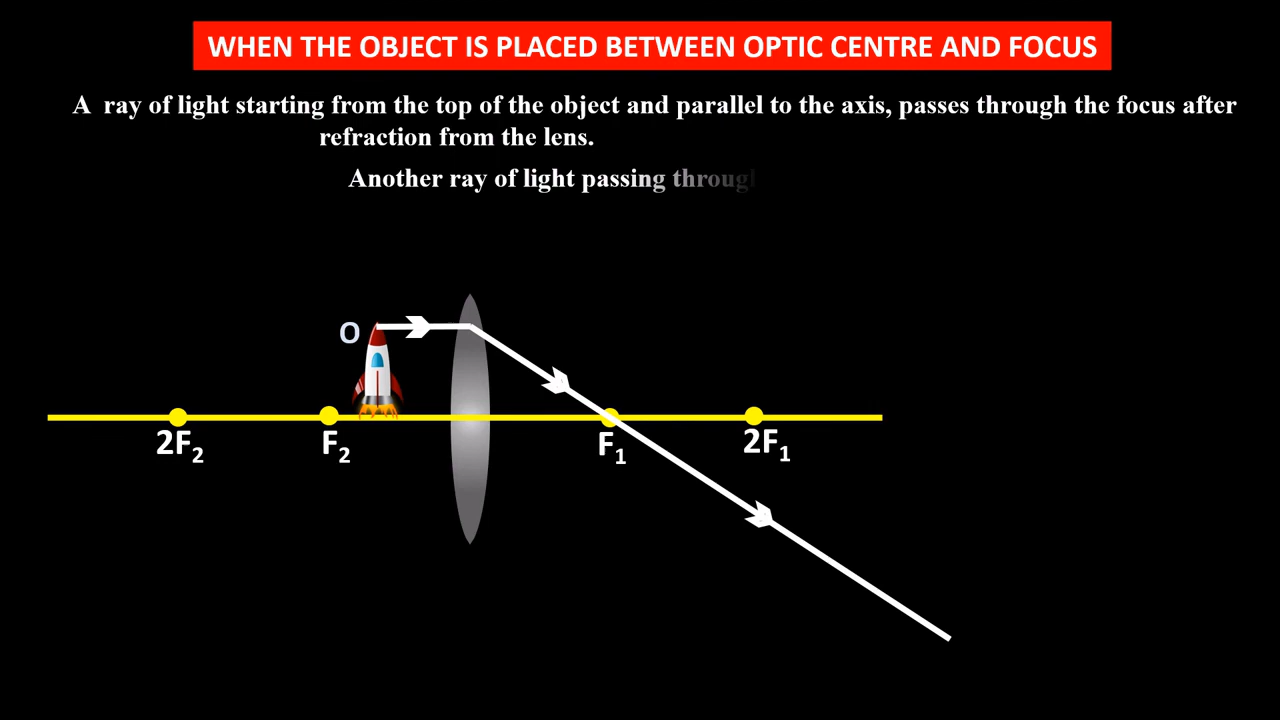 WHEN THE OBJECT IS PLACED BETWEEN OPTIC CENTRE AND FOCUS
A ray of light starting from the top of the object and parallel to the axis, passes through the focus after
refraction from the lens.
Another ray of light passing through
O
2F₂
F₂
F₁
2F₁